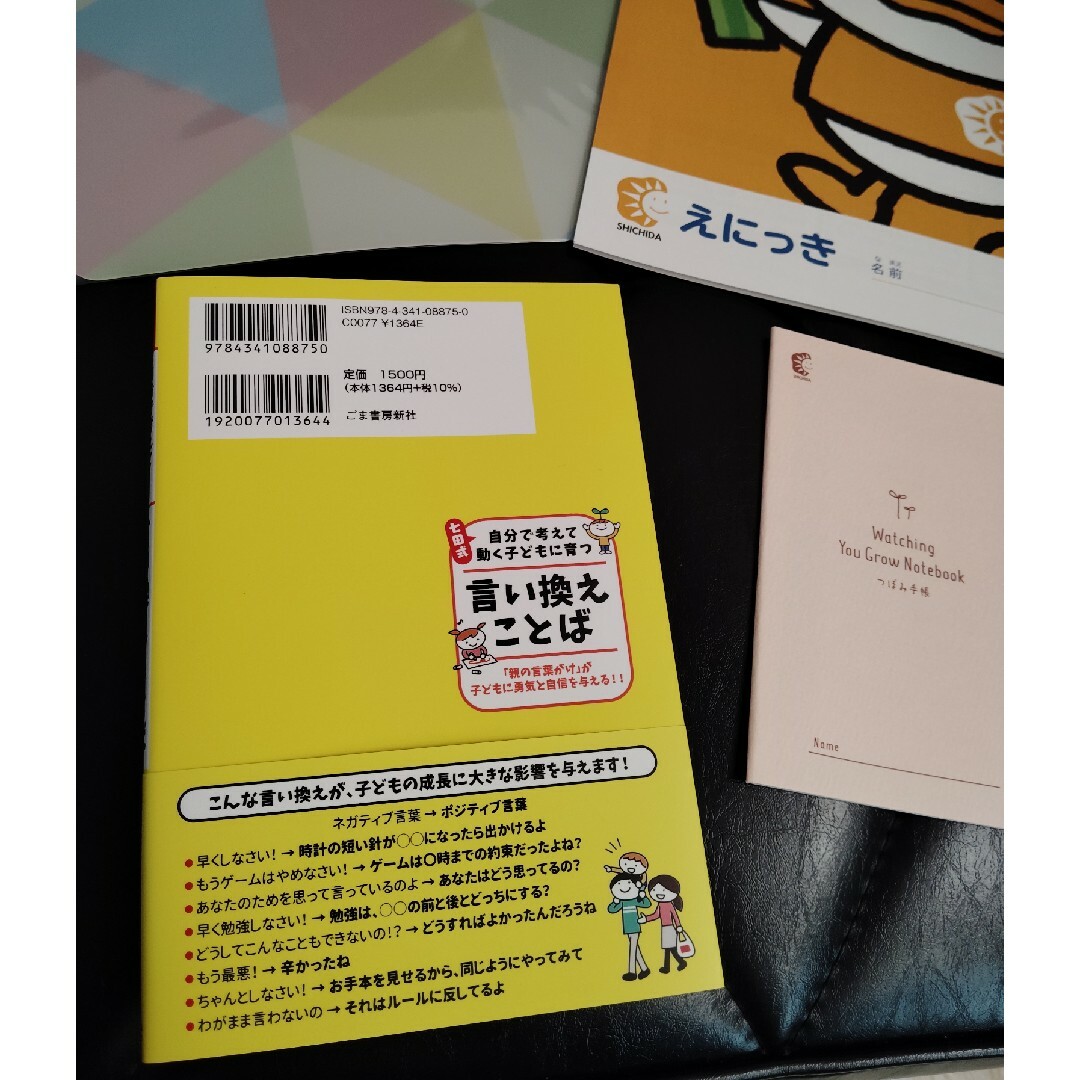 SHICHIDA
えにっき
な まえ
名前
ISBN978-4-341-08875-0
C0077 ¥1364E
9784341088750
定価 1500円
(本体1364円+税10%)
1920077013644
ごま書房新社
七田式
自分で考えて
動く子どもに育つ
言い換え
ことば
「親の言葉がけ」が
子どもに勇気と自信を与える!!
SHICHIDA
Watching
You Grow Notebook
つぼみ手帳
Name
こんな言い換えが、子どもの成長に大きな影響を与えます!
ネガティブ言葉→ポジティブ言葉
●早くしなさい!→時計の短い針が○○になったら出かけるよ
●もうゲームはやめなさい!→ゲームは○時までの約束だったよね?
●あなたのためを思って言っているのよ→あなたはどう思ってるの?
●早く勉強しなさい!→勉強は、○○の前と後とどっちにする?
●どうしてこんなこともできないの!?→どうすればよかったんだろうね
●もう最悪!→辛かったね
●ちゃんとしなさい!→お手本を見せるから、同じようにやってみて
●わがまま言わないの→それはルールに反してるよ